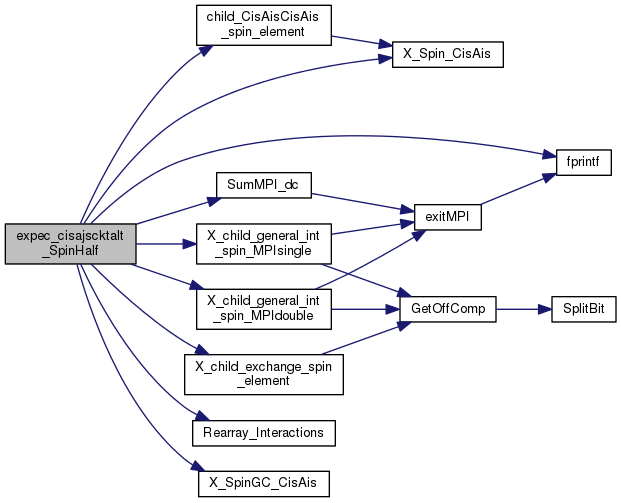 child_CisAisCisAis
_spin_element
X_Spin_CisAis
fprintf
SumMPI_dc
exitMPI
expec_cisajscktalt
_SpinHalf
X_child_general_int
_spin_MPIsingle
X_child_general_int
_spin_MPIdouble
GetOffComp
SplitBit
X_child_exchange_spin
_element
Rearray_Interactions
X_SpinGC_CisAis